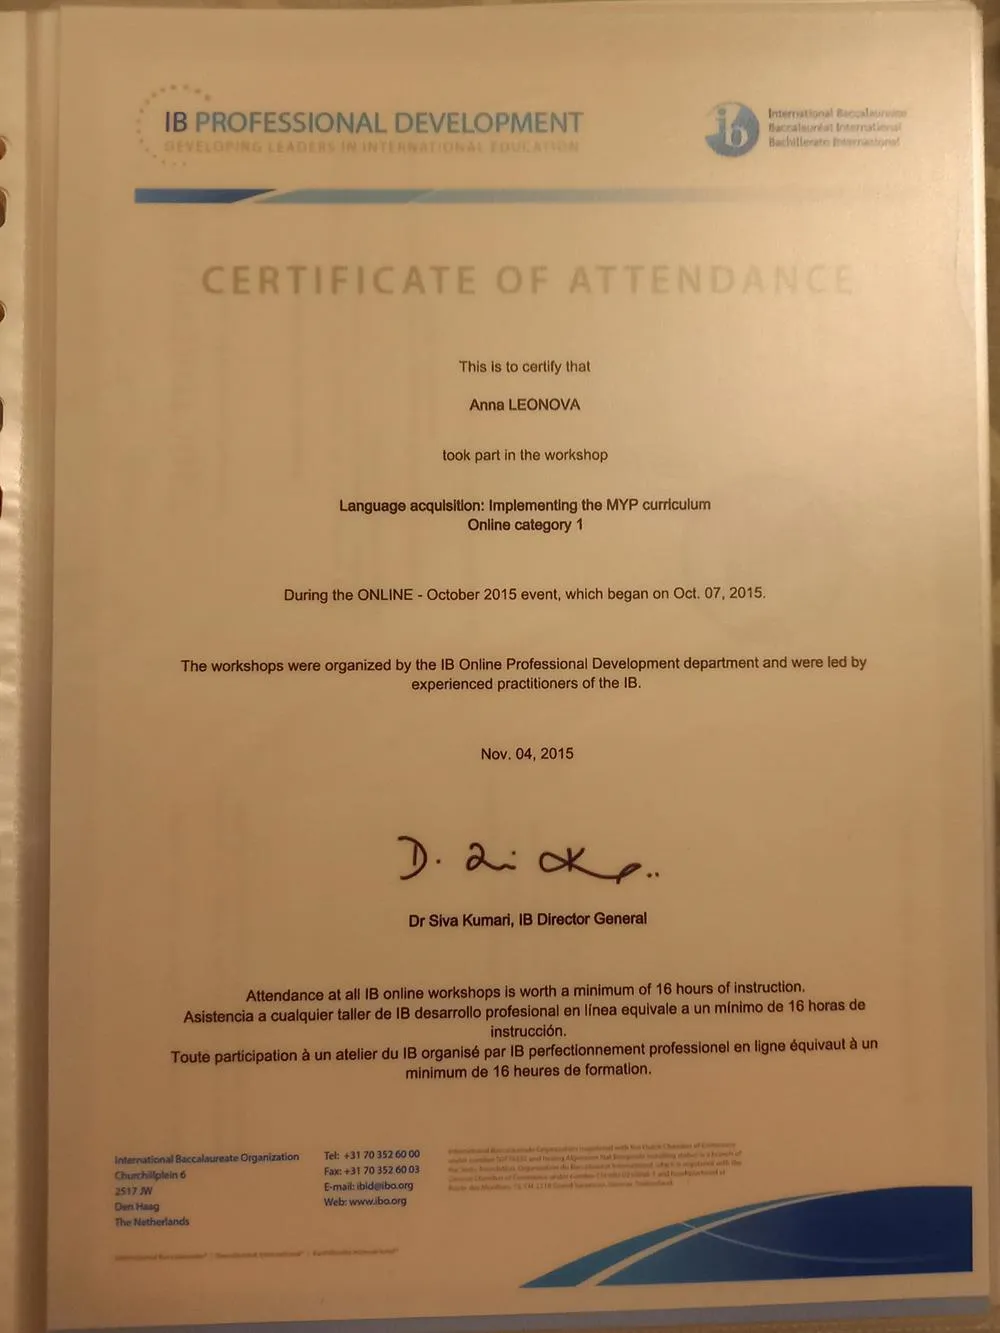 IB PROFESSIONAL DEVELOPMENT
DEVELOPING LEADERS IN INTERNATIONAL EDUCATION
ib
International Baccalaureate
Baccalauréat International
Bachillerato Internacional
CERTIFICATE OF ATTENDANCE
This is to certify that
Anna LEONOVA
took part in the workshop
Language acquisition: Implementing the MYP curriculum
Online category 1
During the ONLINE - October 2015 event, which began on Oct. 07, 2015.
The workshops were organized by the IB Online Professional Development department and were led by
experienced practitioners of the IB.
Nov. 04, 2015
Dr Siva Kumari, IB Director General
Attendance at all IB online workshops is worth a minimum of 16 hours of instruction.
Asistencia a cualquier taller de IB desarrollo profesional en línea equivale a un mínimo de 16 horas de
instrucción.
Toute participation à un atelier du IB organisé par IB perfectionnement professionel en ligne équivaut à un
minimum de 16 heures de formation.
International Baccalaureate Organization
Churchillplein 6
2517 JW
Den Haag
The Netherlands
Tel: +31 70 352 60 00
Fax: +31 70 352 60 03
E-mail: ibid@ibo.org
Web: www.ibo.org